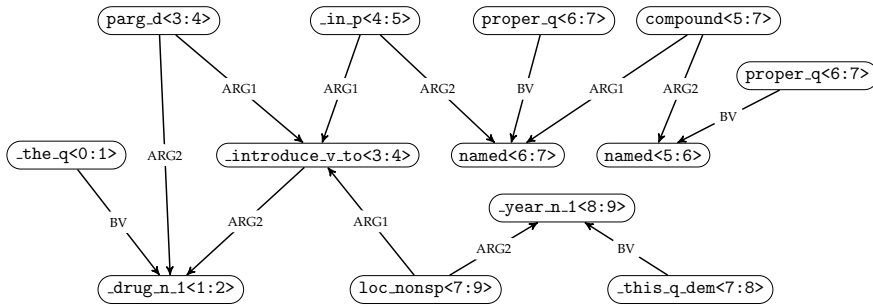 parg_d<3:4> _in_p<4:5> proper_q<6:7> compound<5:7>
proper_q<6:7>
ARG1 ARG1 ARG2 BV ARG1 ARG2
BV
_the_q<0:1> ARG2 _introduce_v_to<3:4> named<6:7> named<5:6>
_year_n_1<8:9>
BV ARG2 ARG1
ARG2 BV
_drug_n_1<1:2> loc_nonsp<7:9> _this_q_dem<7:8>